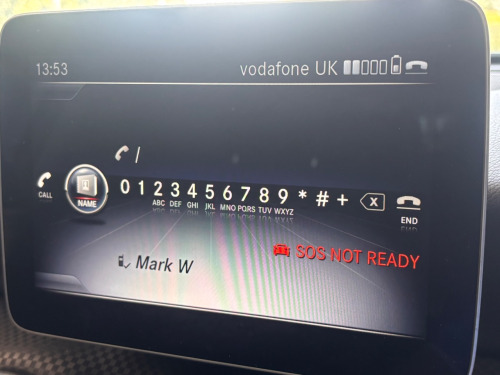 13:53 vodafone UK
/
CALL NAME 0 1 2 3 4 5 6 7 8 9 * # + END
ABC DEF GHI JKL MNO PQRS TUV WXYZ
SOS NOT READY
Mark W